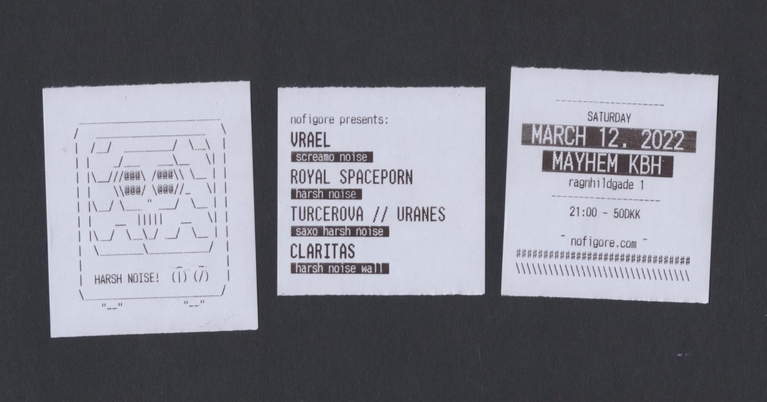 HARSH NOISE!
nofigore presents:
VRAEL
screamo noise
ROYAL SPACEPORN
harsh noise
TURCEROVA // URANES
saxo harsh noise
CLARITAS
harsh noise wall
SATURDAY
MARCH 12. 2022
MAYHEM KBH
ragnhildgade 1
21:00 - 50DKK
~ nofigore.com ~